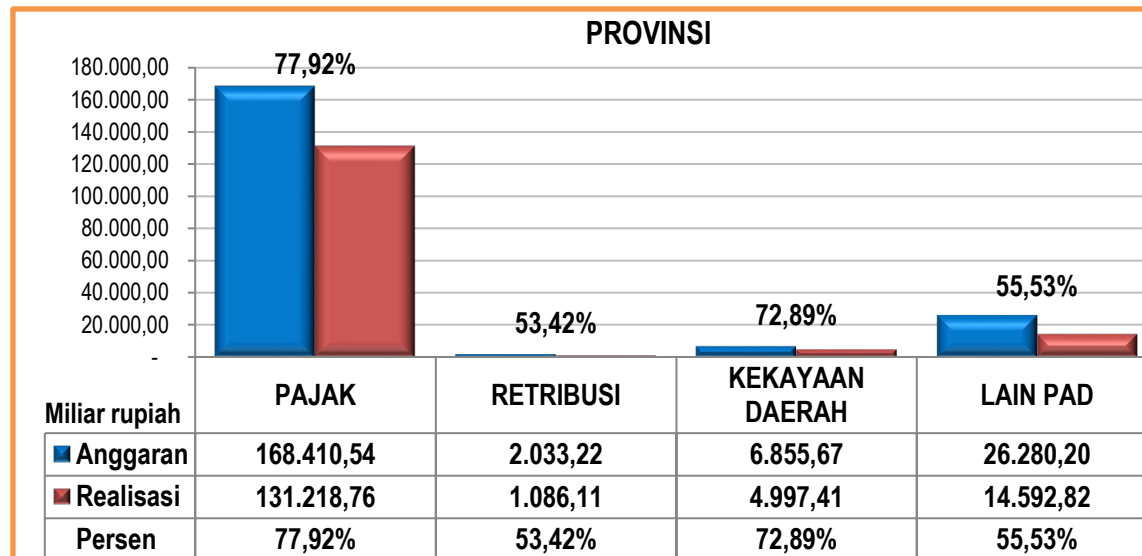 PROVINSI
180.000,00
160.000,00
140.000,00
120.000,00
100.000,00
80.000,00
60.000,00
40.000,00
20.000,00
-
77,92%
53,42%
72,89%
55,53%
Miliar rupiah PAJAK RETRIBUSI KEKAYAAN DAERAH LAIN PAD
Anggaran 168.410,54 2.033,22 6.855,67 26.280,20
Realisasi 131.218,76 1.086,11 4.997,41 14.592,82
Persen 77,92% 53,42% 72,89% 55,53%